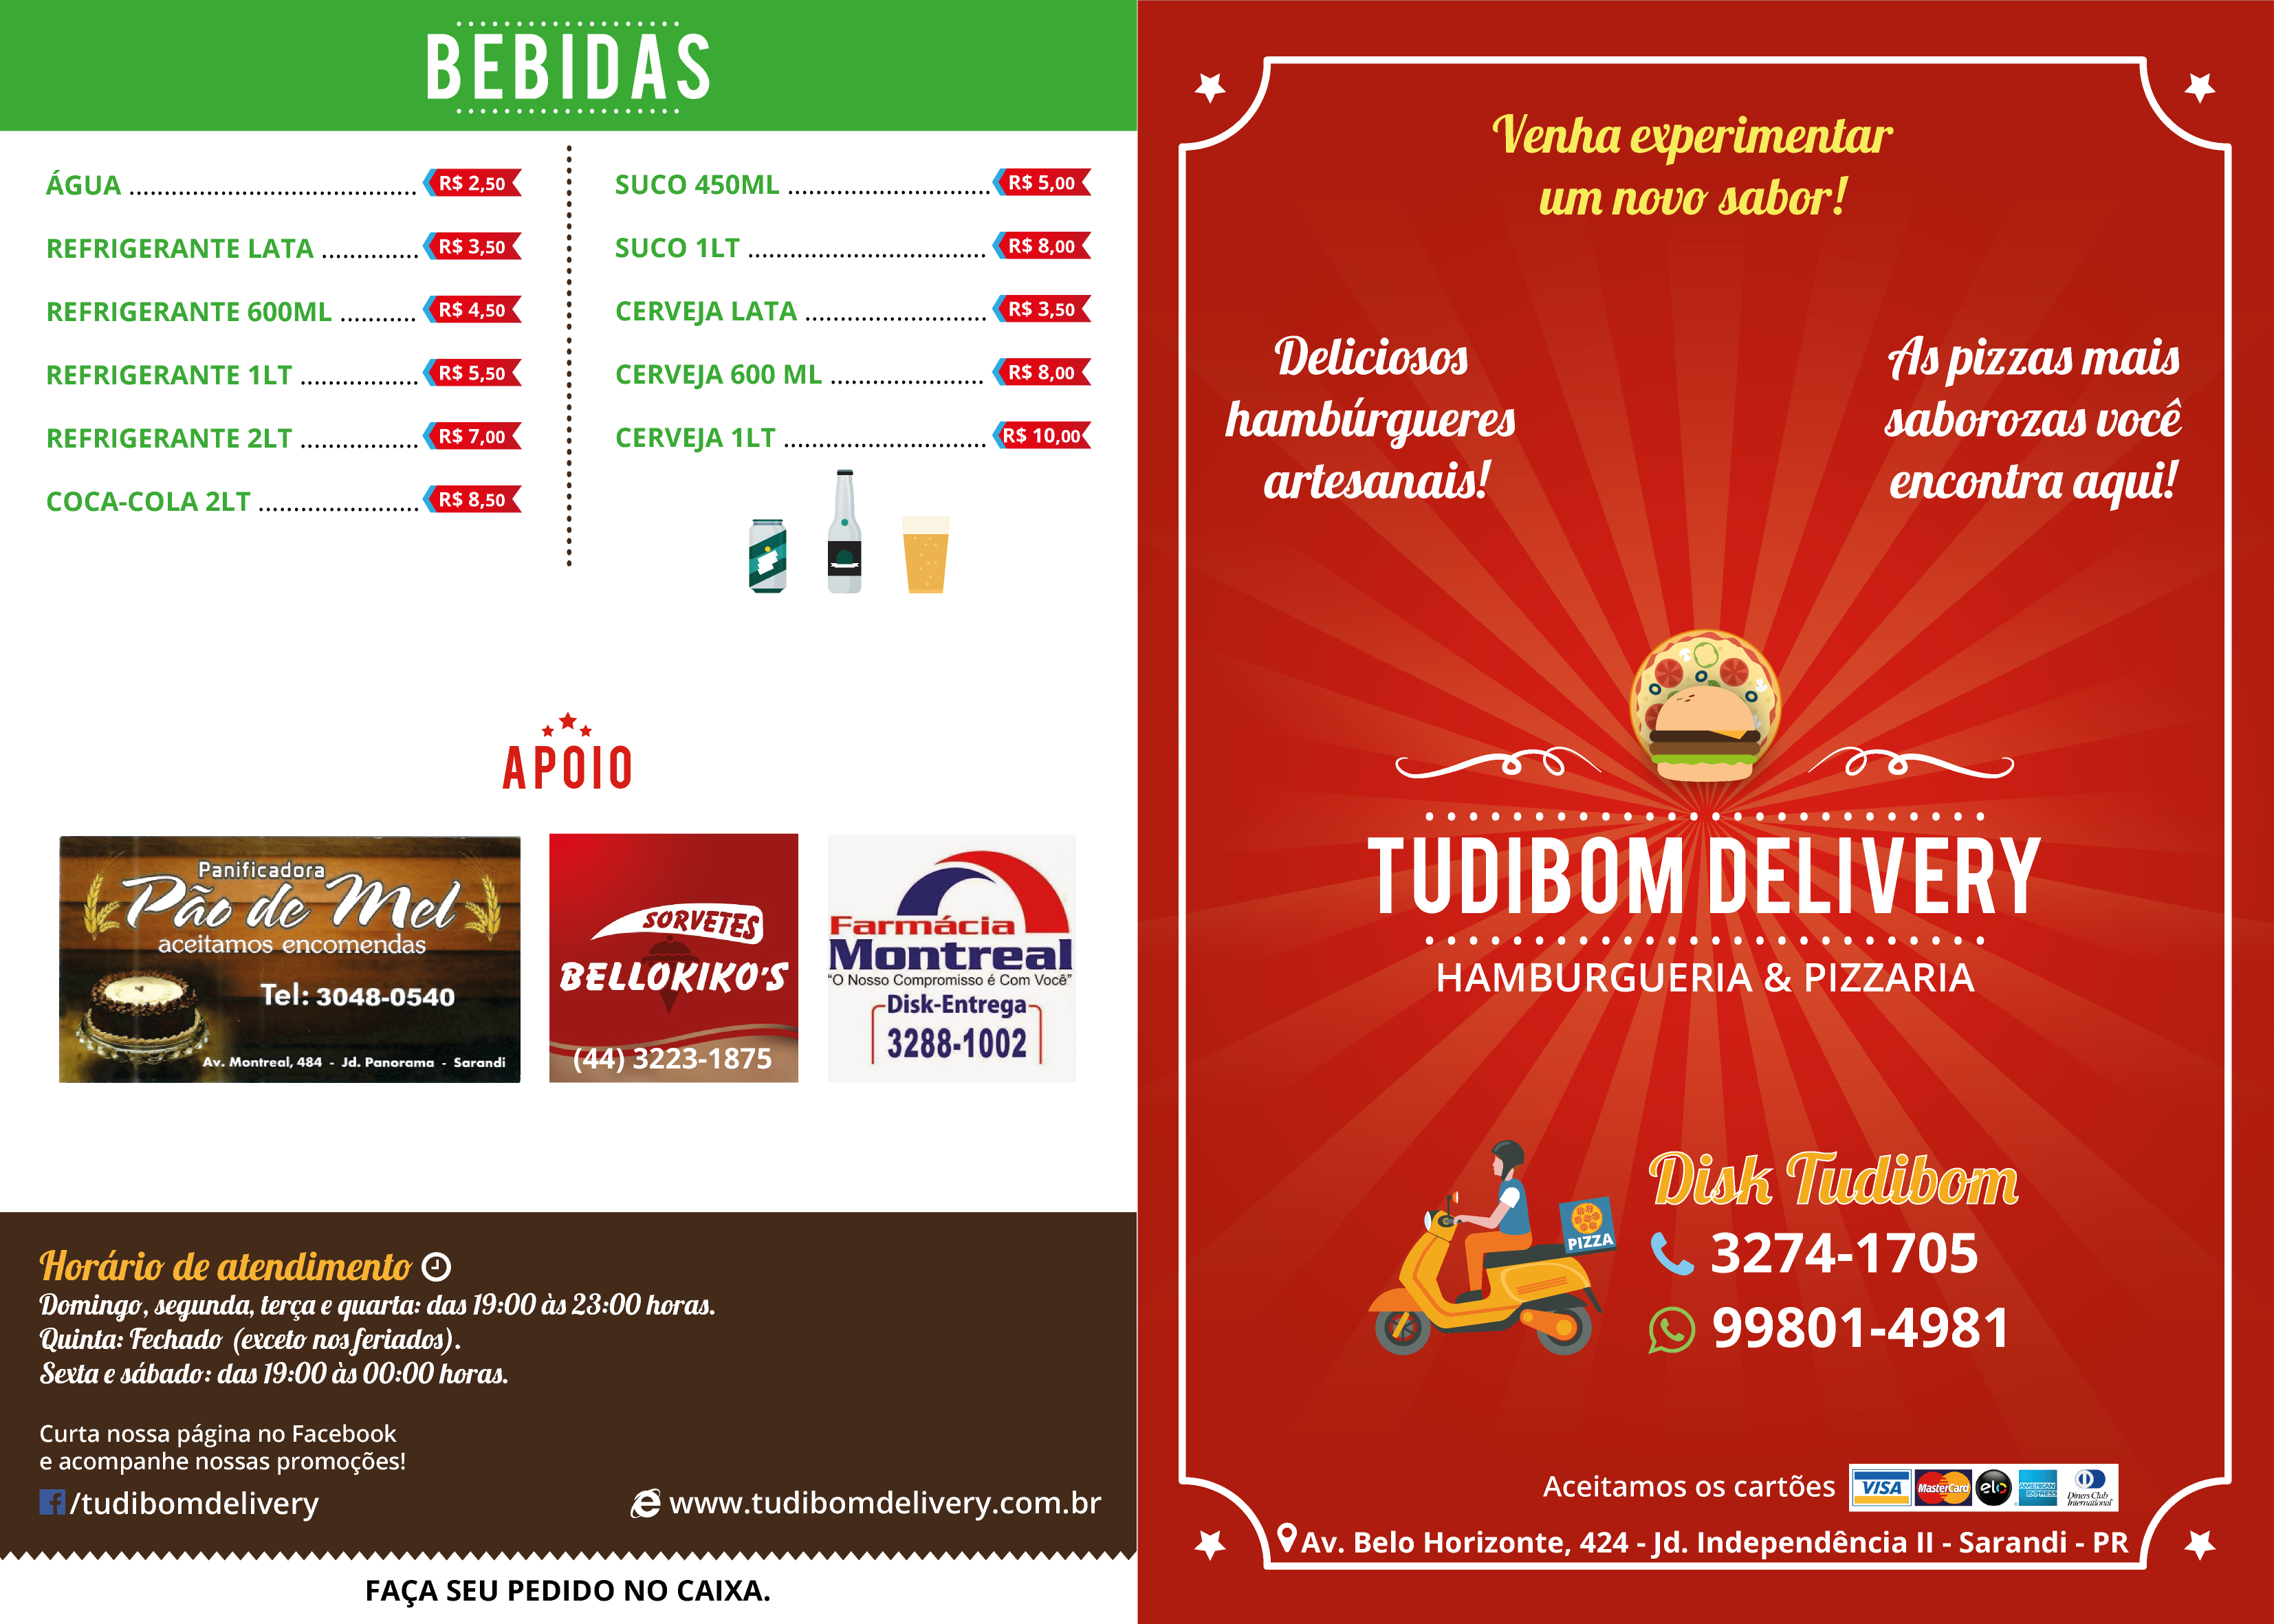 BEBIDAS
ÁGUA ........ R$ 2,50
REFRIGERANTE LATA ........ R$ 3,50
REFRIGERANTE 600ML ........ R$ 4,50
REFRIGERANTE 1LT ........ R$ 5,50
REFRIGERANTE 2LT ........ R$ 7,00
COCA-COLA 2LT ........ R$ 8,50
SUCO 450ML ........ R$ 5,00
SUCO 1LT ........ R$ 8,00
CERVEJA LATA ........ R$ 3,50
CERVEJA 600 ML ........ R$ 8,00
CERVEJA 1LT ........ R$ 10,00
APOIO
Panificadora
Pão de Mel
aceitamos encomendas
Tel: 3048-0540
Av. Montreal, 484 - Jd. Panorama - Sarandi
SORVETES
BELLOKIKO'S
(44) 3223-1875
Farmácia
Montreal
"O Nosso Compromisso é Com Você"
Disk-Entrega
3288-1002
Horário de atendimento
Domingo, segunda, terça e quarta: das 19:00 às 23:00 horas.
Quinta: Fechado (exceto nos feriados).
Sexta e sábado: das 19:00 às 00:00 horas.
Curta nossa página no Facebook
e acompanhe nossas promoções!
/tudibomdelivery
www.tudibomdelivery.com.br
FAÇA SEU PEDIDO NO CAIXA.
Venha experimentar
um novo sabor!
Deliciosos
hambúrgueres
artesanais!
As pizzas mais
saborozas você
encontra aqui!
TUDIBOM DELIVERY
HAMBURGUERIA & PIZZARIA
PIZZA
Disk Tudibom
3274-1705
99801-4981
Aceitamos os cartões
VISA
MasterCard
elo
AMERICAN
EXPRESS
Diners Club
International
Av. Belo Horizonte, 424 - Jd. Independência II - Sarandi - PR